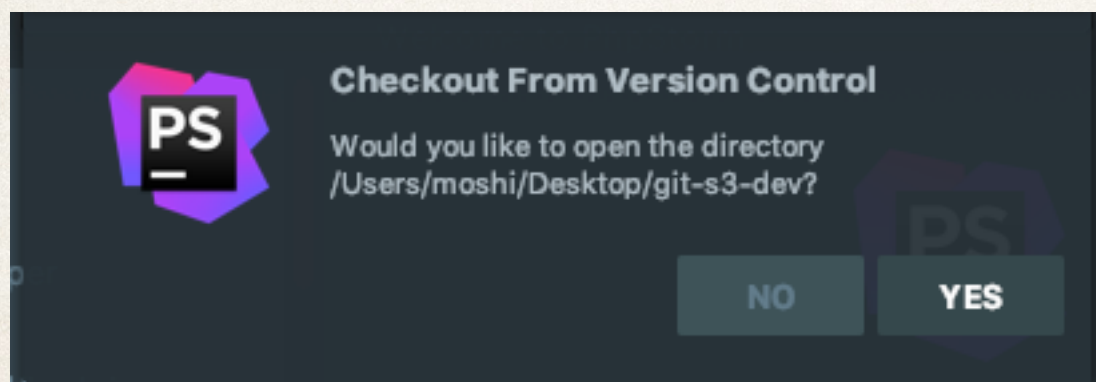 PS
Checkout From Version Control
Would you like to open the directory
/Users/moshi/Desktop/git-s3-dev?
PS
NO
YES